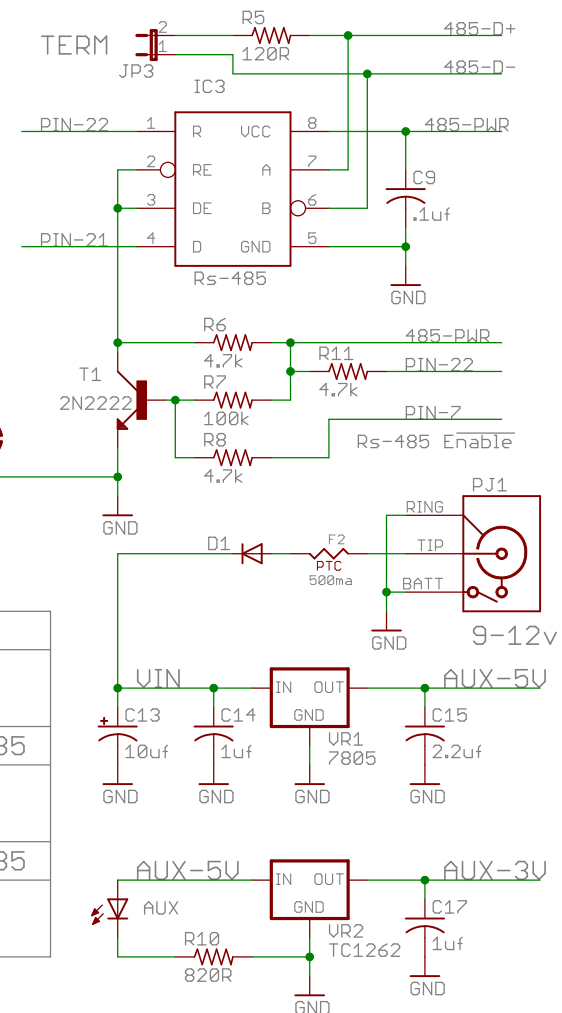 TERM
2
1
JP3
R5
120R
485-D+
485-D-
IC3
PIN-22
1 R VCC 8
485-PWR
2 RE A 7
3 DE B 6
PIN-21
4 D GND 5
Rs-485
C9
.1uf
GND
R6
4.7k
485-PWR
R11
4.7k
PIN-22
T1
2N2222
R7
100k
PIN-7
R8
4.7k
Rs-485 Enable
GND
PJ1
RING
TIP
BATT
D1
F2
PTC
500ma
GND
9-12v
VIN
IN OUT
GND
AUX-5V
C13
10uf
C14
1uf
VR1
7805
C15
2.2uf
GND
GND
GND
GND
85
85
AUX-5V
IN OUT
GND
AUX-3V
AUX
R10
820R
VR2
TC1262
C17
1uf
GND
GND